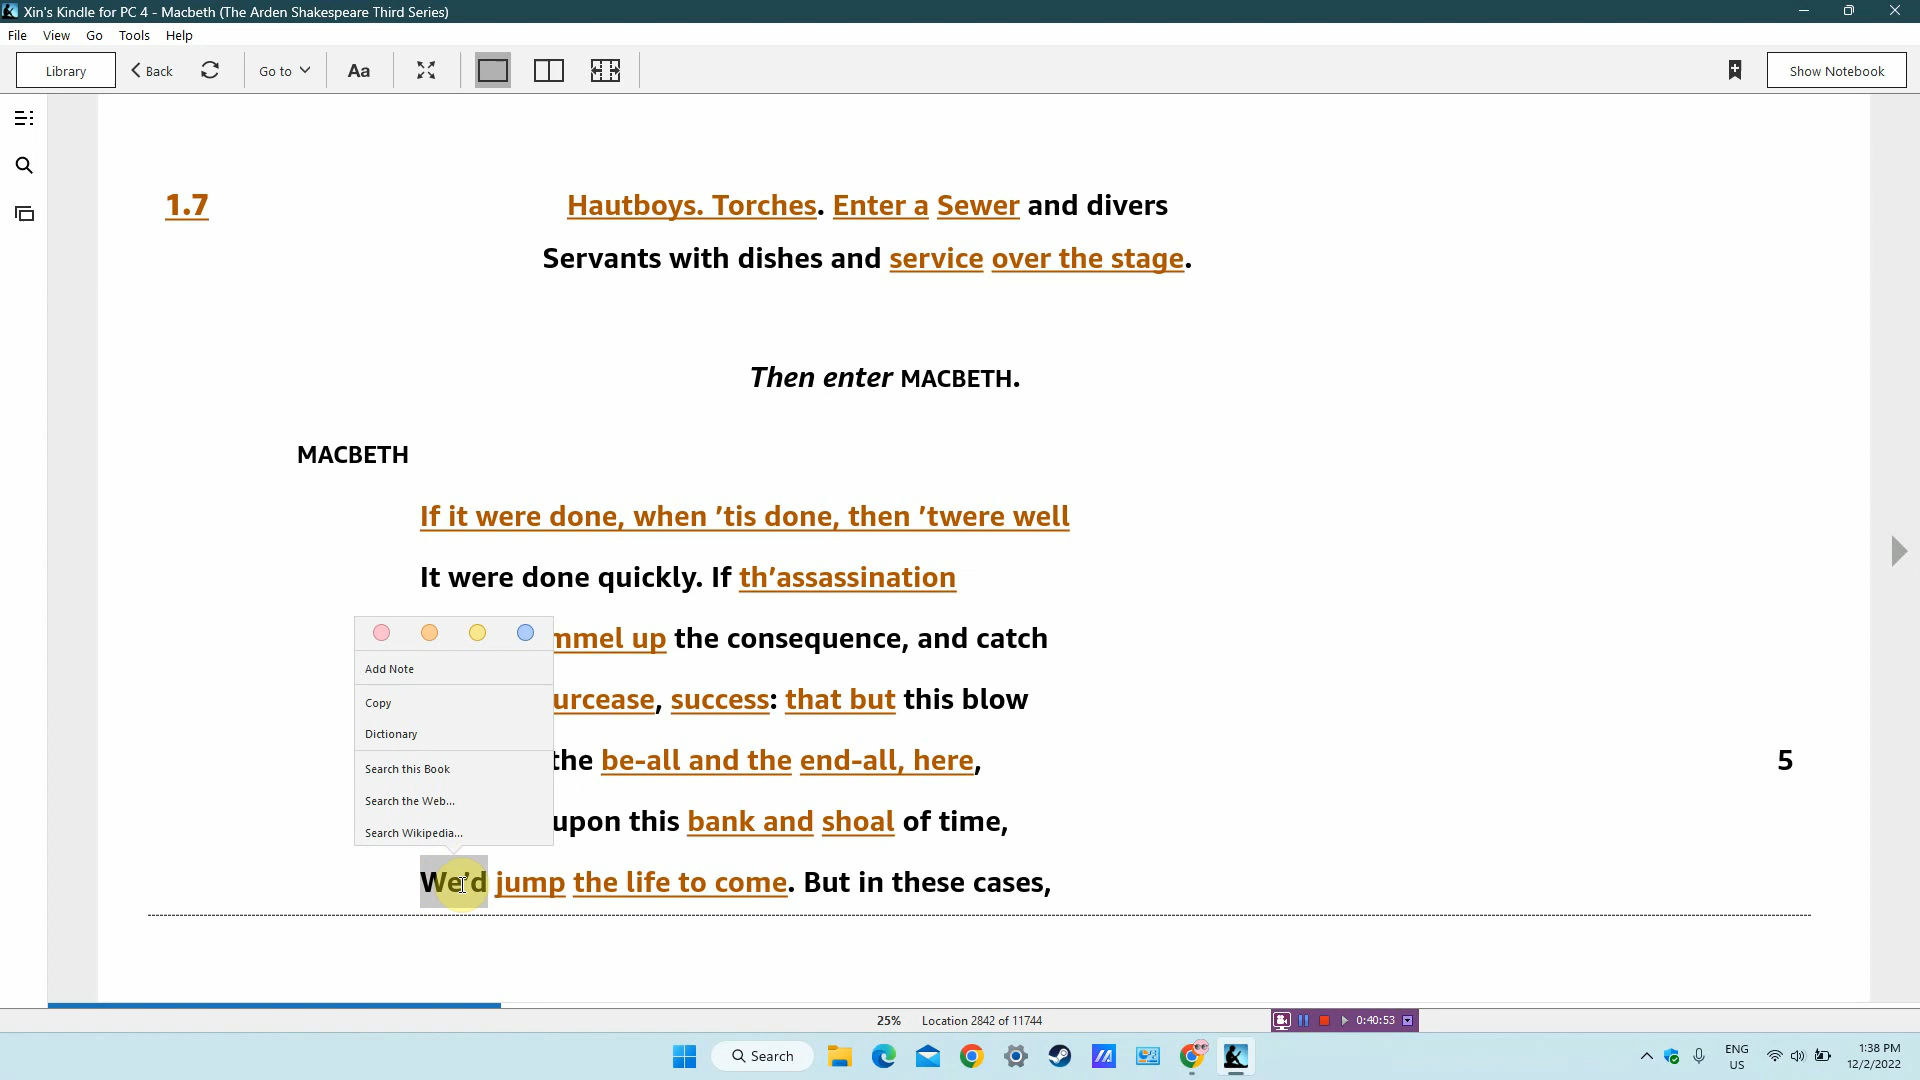 Xin's Kindle for PC 4 - Macbeth (The Arden Shakespeare Third Series)
File View Go Tools Help
Library Back Go to Aa Show Notebook
1.7 Hautboys. Torches. Enter a Sewer and divers
Servants with dishes and service over the stage.
Then enter MACBETH.
MACBETH
If it were done, when ’tis done, then ’twere well
It were done quickly. If th’assassination
mmel up the consequence, and catch
urcease, success: that but this blow
the be-all and the end-all, here, 5
upon this bank and shoal of time,
We’d jump the life to come. But in these cases,
Add Note
Copy
Dictionary
Search this Book
Search the Web...
Search Wikipedia...
25% Location 2842 of 11744 0:40:53
Search ENG 1:38 PM
US 12/2/2022